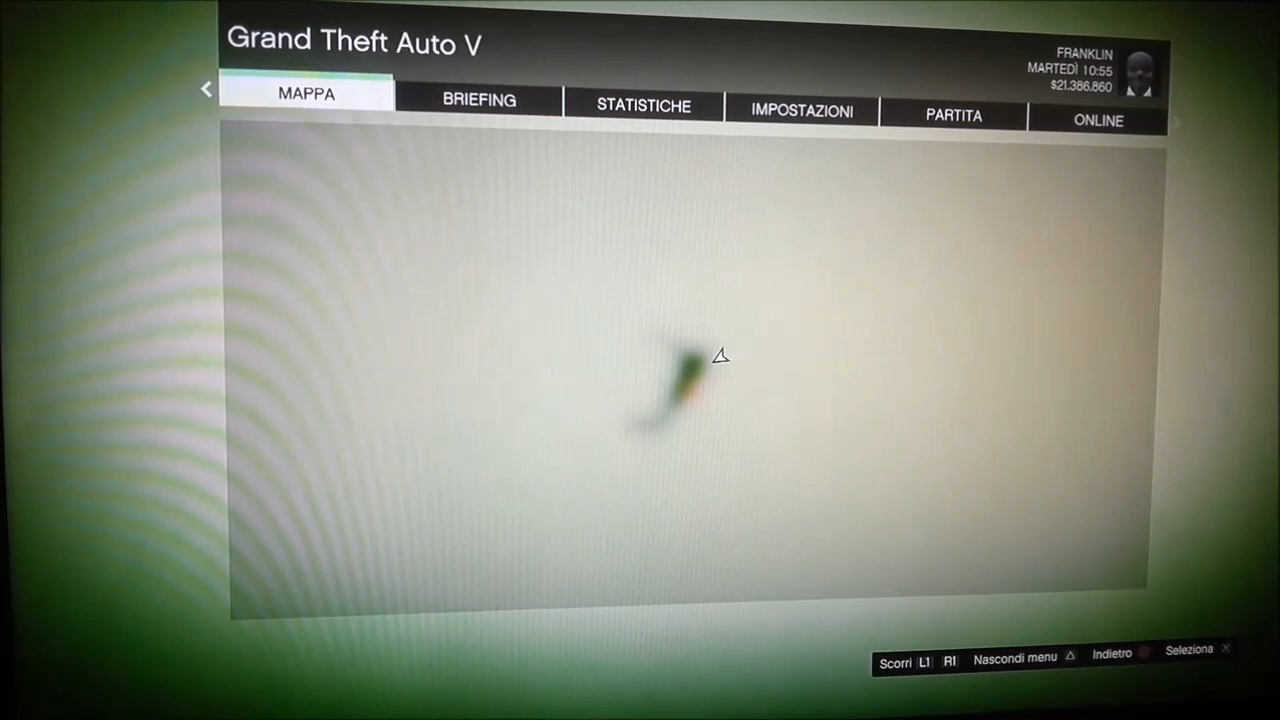 Grand Theft Auto V
FRANKLIN
MARTEDÌ 10:55
$21.386.860
MAPPA
BRIEFING
STATISTICHE
IMPOSTAZIONI
PARTITA
ONLINE
Scorri L1 R1 Nascondi menu Indietro Seleziona